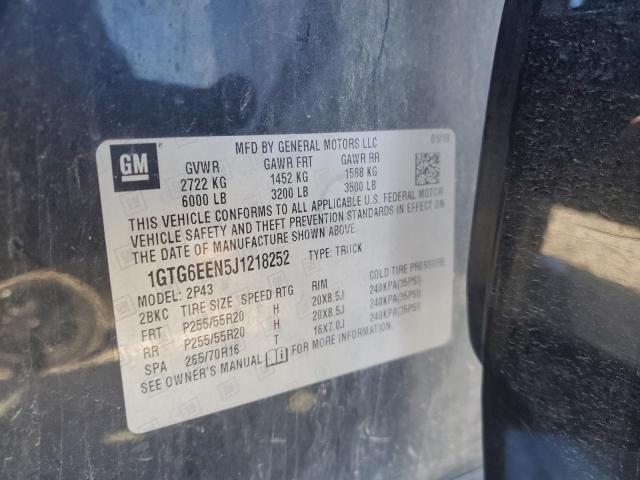 MFD BY GENERAL MOTORS LLC 01/18
GM
GVWR GAWR FRT GAWR RR
2722 KG 1452 KG 1588 KG
6000 LB 3200 LB 3500 LB
THIS VEHICLE CONFORMS TO ALL APPLICABLE U.S. FEDERAL MOTOR
VEHICLE SAFETY AND THEFT PREVENTION STANDARDS IN EFFECT ON
THE DATE OF MANUFACTURE SHOWN ABOVE.
1GTG6EEN5J1218252 TYPE: TRUCK
MODEL: 2P43
2BKC TIRE SIZE SPEED RTG RIM COLD TIRE PRESSURE
FRT P255/55R20 H 20X8.5J 240KPA(35PSI)
RR P255/55R20 H 20X8.5J 240KPA(35PSI)
SPA 265/70R16 T 16X7.0J 240KPA(35PSI)
SEE OWNER'S MANUAL FOR MORE INFORMATION.